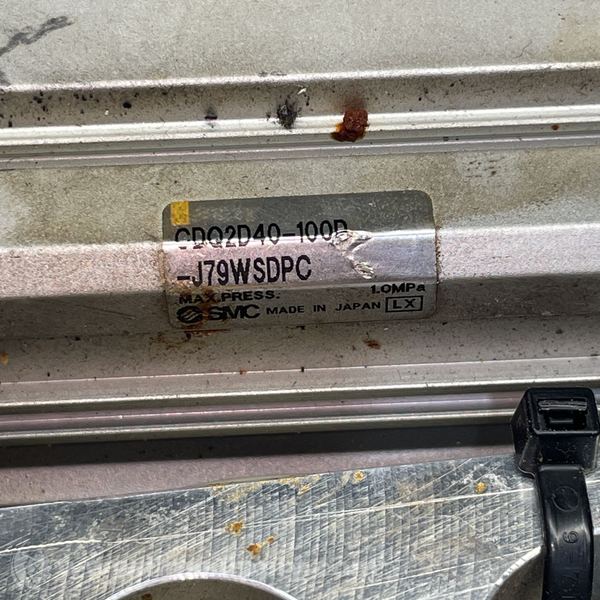 CDQ2D40-100D
-J79WSDPC
MAX.PRESS. 1.0MPa
SMC MADE IN JAPAN LX